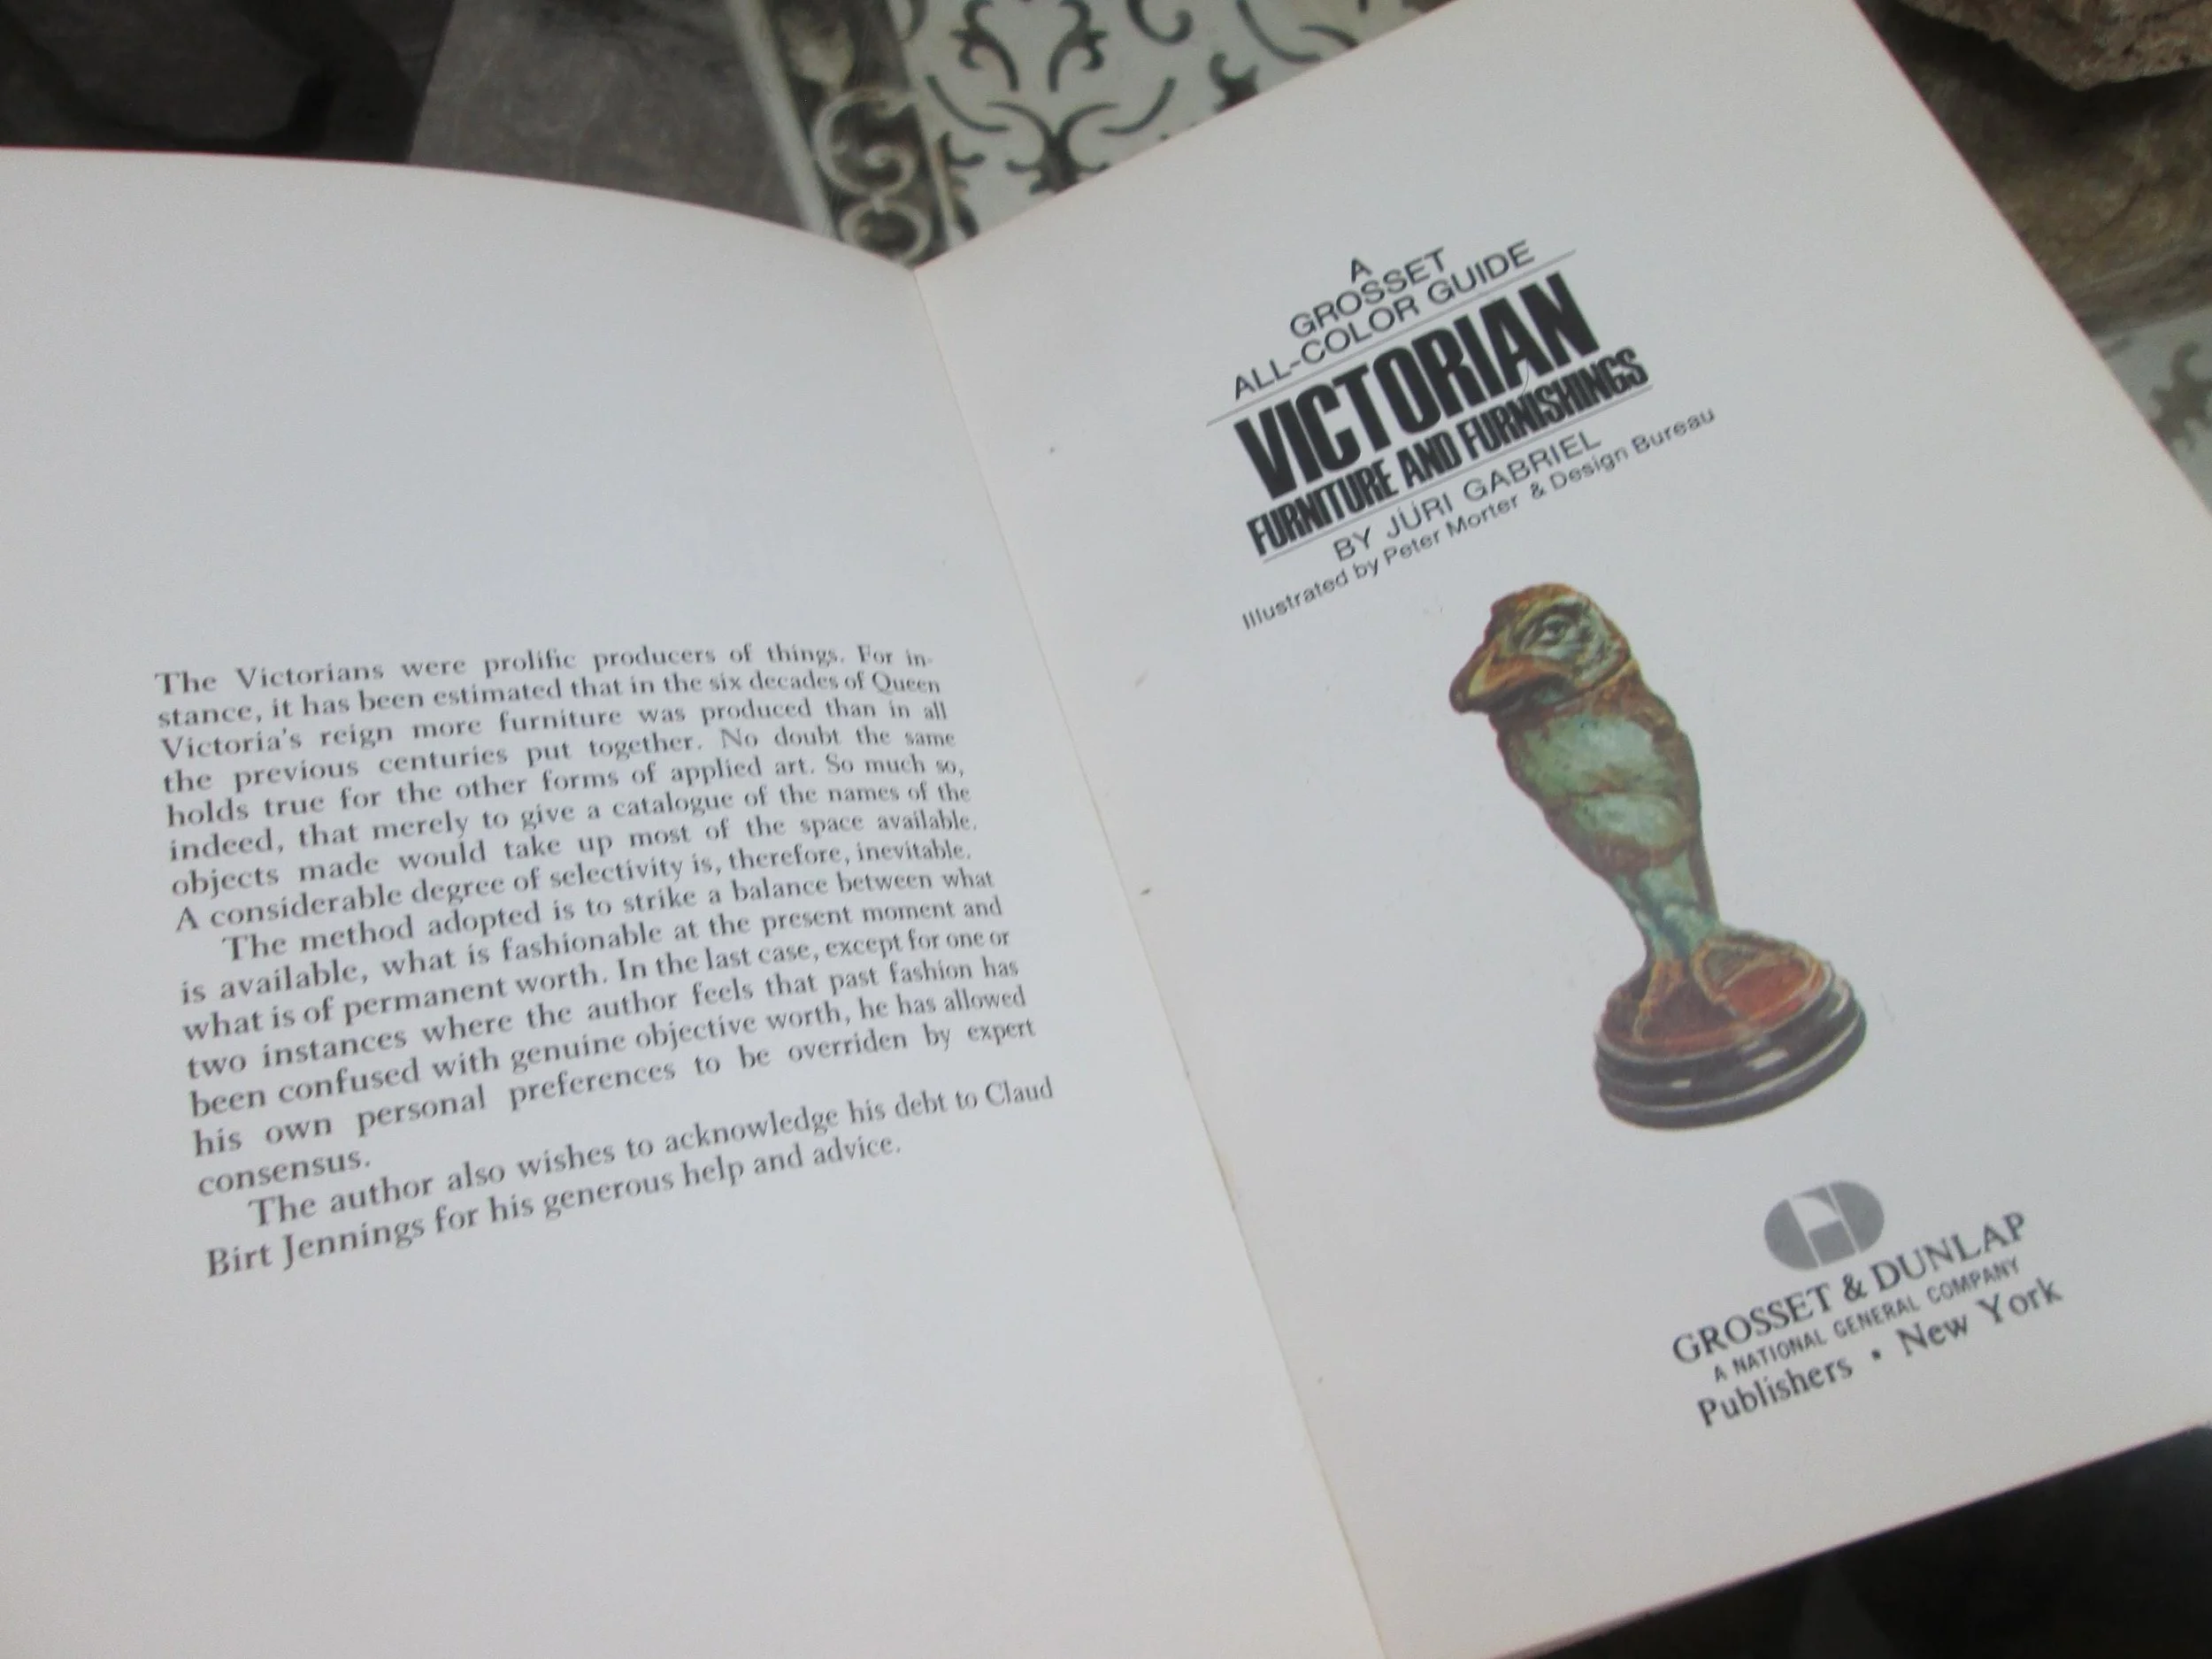 The Victorians were prolific producers of things. For in-
stance, it has been estimated that in the six decades of Queen
Victoria's reign more furniture was produced than in all
the previous centuries put together. No doubt the same
holds true for the other forms of applied art. So much so,
indeed, that merely to give a catalogue of the names of the
objects made would take up most of the space available.
A considerable degree of selectivity is, therefore, inevitable.
The method adopted is to strike a balance between what
is available, what is fashionable at the present moment and
what is of permanent worth. In the last case, except for one or
two instances where the author feels that past fashion has
been confused with genuine objective worth, he has allowed
his own personal preferences to be overriden by expert
consensus.
The author also wishes to acknowledge his debt to Claud
Birt Jennings for his generous help and advice.
A
GROSSET
ALL-COLOR GUIDE
VICTORIAN
FURNITURE AND FURNISHINGS
BY JÜRI GABRIEL
Illustrated by Peter Morter & Design Bureau
GROSSET & DUNLAP
A NATIONAL GENERAL COMPANY
Publishers • New York